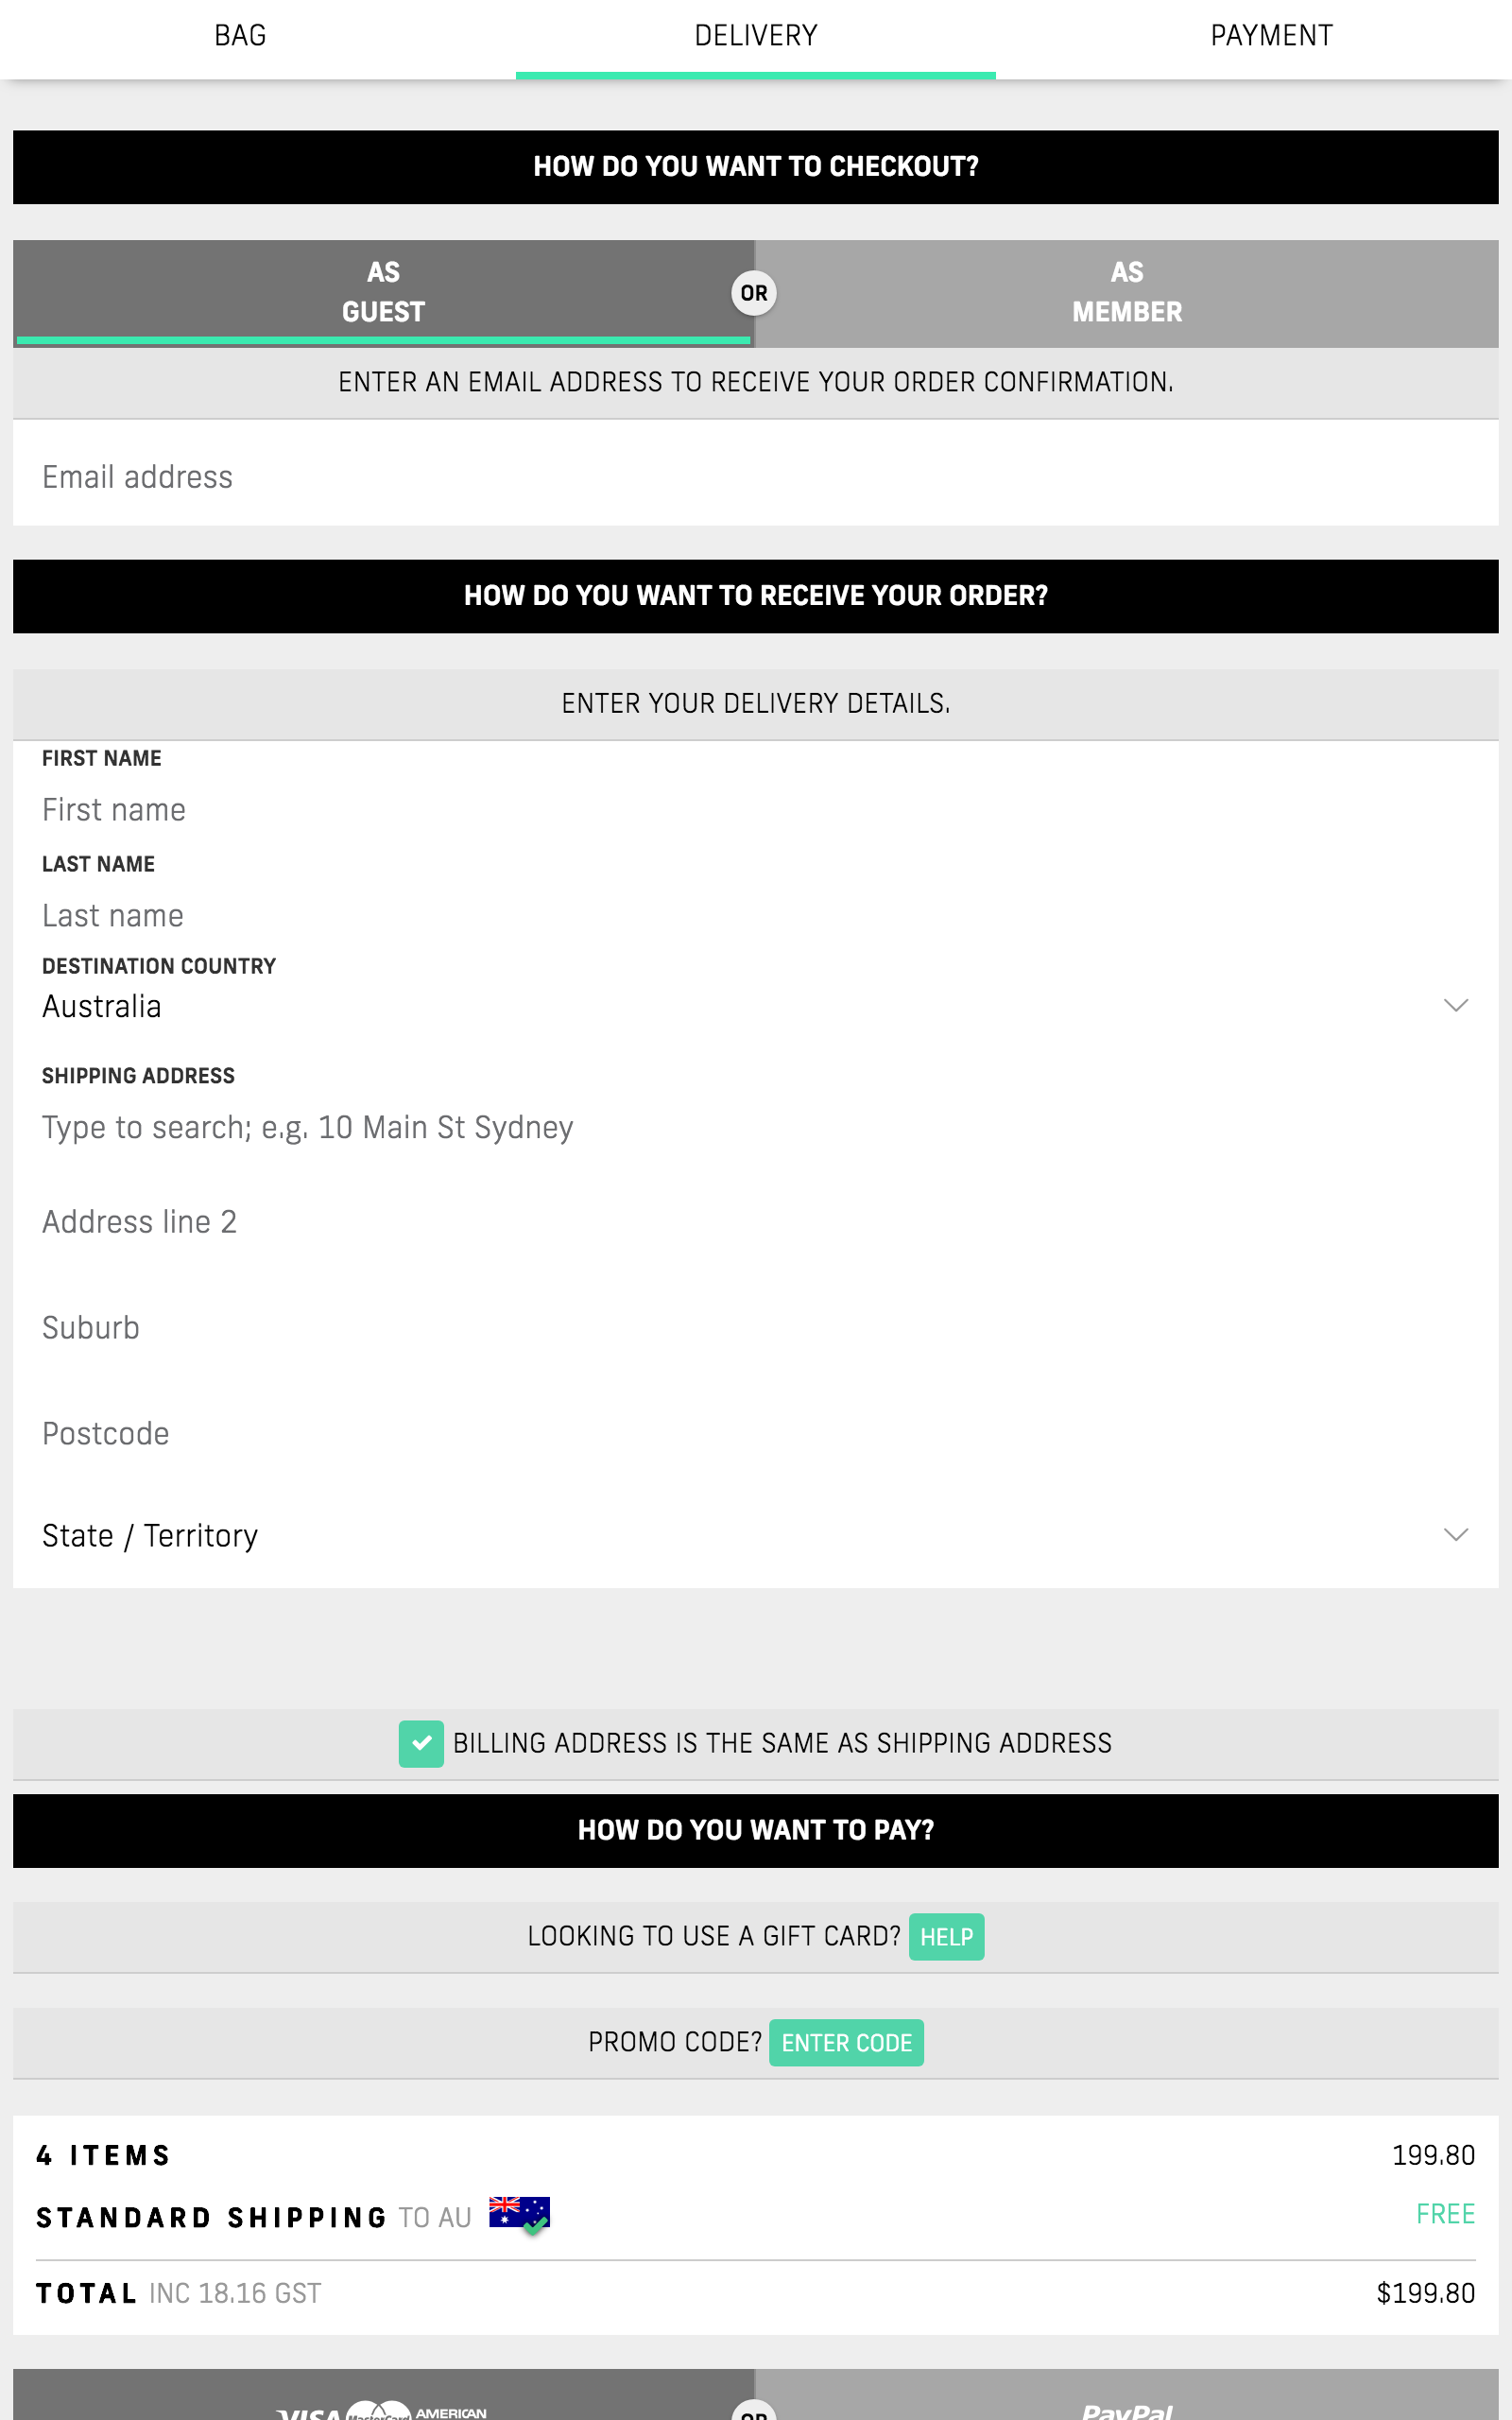 BAG
DELIVERY
PAYMENT
HOW DO YOU WANT TO CHECKOUT?
AS
GUEST
OR
AS
MEMBER
ENTER AN EMAIL ADDRESS TO RECEIVE YOUR ORDER CONFIRMATION.
Email address
HOW DO YOU WANT TO RECEIVE YOUR ORDER?
ENTER YOUR DELIVERY DETAILS.
FIRST NAME
First name
LAST NAME
Last name
DESTINATION COUNTRY
Australia
SHIPPING ADDRESS
Type to search; e.g. 10 Main St Sydney
Address line 2
Suburb
Postcode
State / Territory
BILLING ADDRESS IS THE SAME AS SHIPPING ADDRESS
HOW DO YOU WANT TO PAY?
LOOKING TO USE A GIFT CARD? HELP
PROMO CODE? ENTER CODE
4 ITEMS 199.80
STANDARD SHIPPING TO AU FREE
TOTAL INC 18.16 GST $199.80
VISA MasterCard AMERICAN
OR
PayPal